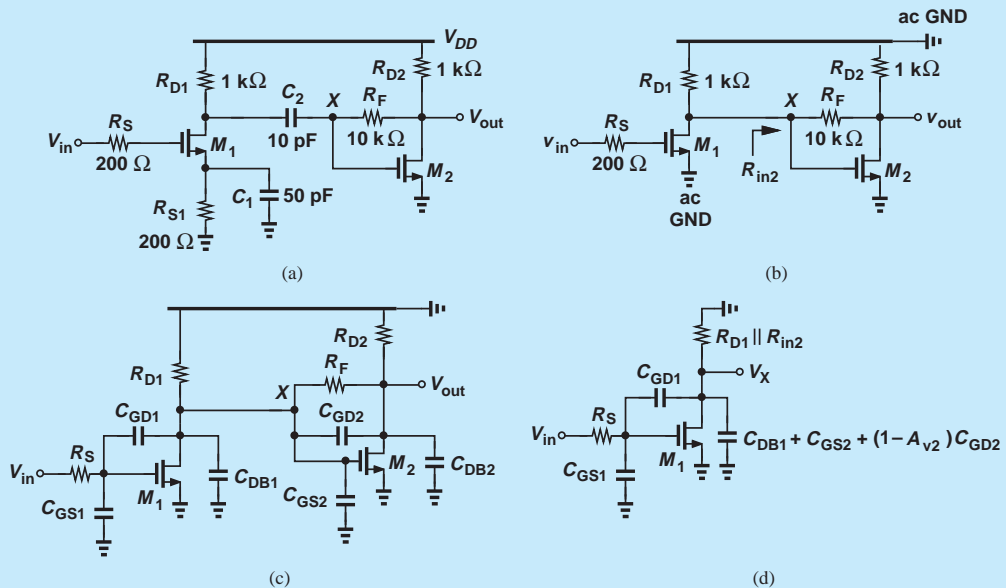 V_DD
R_D1
1 kΩ
R_D2
1 kΩ
C_2
10 pF
X
R_F
10 kΩ
V_in
R_S
200 Ω
M_1
V_out
M_2
C_1
50 pF
R_S1
200 Ω
(a)
ac GND
R_D1
1 kΩ
R_D2
1 kΩ
X
R_F
10 kΩ
v_in
R_S
200 Ω
M_1
R_in2
v_out
M_2
ac
GND
(b)
R_D1
R_D2
R_F
X
V_out
C_GD1
C_GD2
V_in
R_S
M_1
C_DB1
M_2
C_DB2
C_GS1
C_GS2
(c)
R_D1 || R_in2
V_X
C_GD1
V_in
R_S
M_1
C_DB1 + C_GS2 + (1 – A_v2) C_GD2
C_GS1
(d)